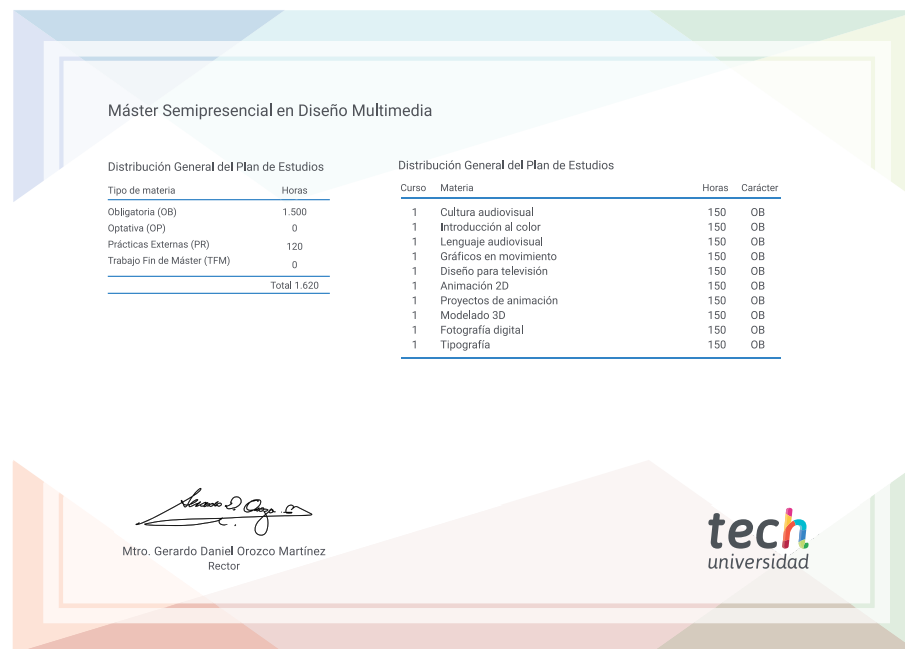 Máster Semipresencial en Diseño Multimedia
Distribución General del Plan de Estudios
Tipo de materia Horas
Obligatoria (OB) 1.500
Optativa (OP) 0
Prácticas Externas (PR) 120
Trabajo Fin de Máster (TFM) 0
Total 1.620
Distribución General del Plan de Estudios
Curso Materia Horas Carácter
1 Cultura audiovisual 150 OB
1 Introducción al color 150 OB
1 Lenguaje audiovisual 150 OB
1 Gráficos en movimiento 150 OB
1 Diseño para televisión 150 OB
1 Animación 2D 150 OB
1 Proyectos de animación 150 OB
1 Modelado 3D 150 OB
1 Fotografía digital 150 OB
1 Tipografía 150 OB
Mtro. Gerardo Daniel Orozco Martínez
Rector
tech
universidad